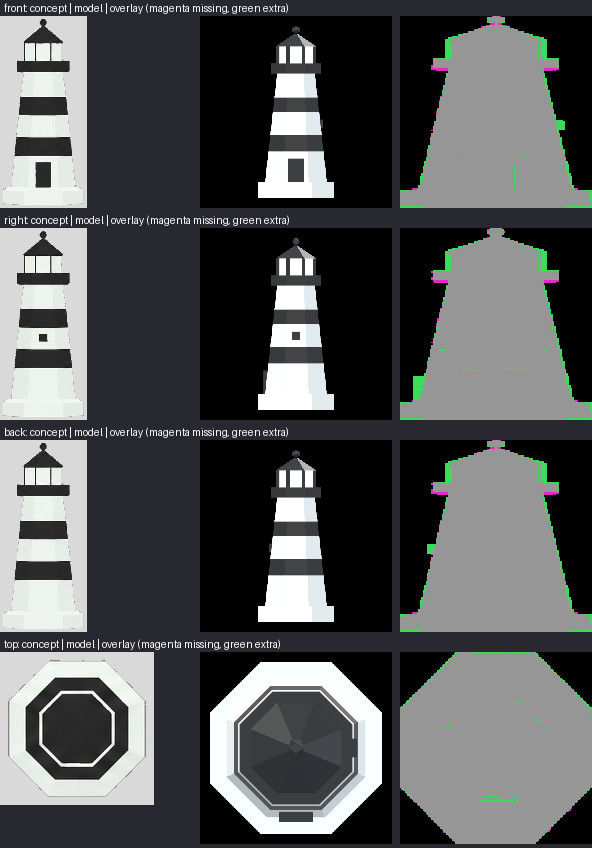 front: concept | model | overlay (magenta missing, green extra)
right: concept | model | overlay (magenta missing, green extra)
back: concept | model | overlay (magenta missing, green extra)
top: concept | model | overlay (magenta missing, green extra)